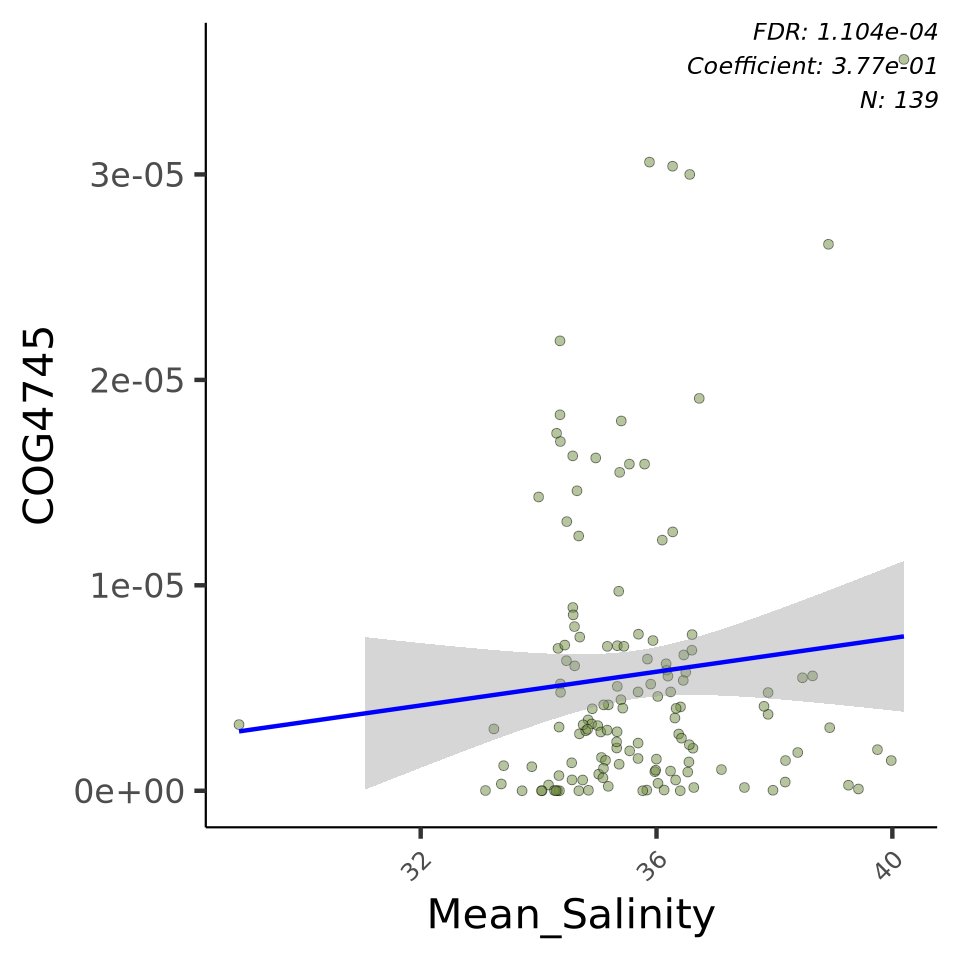 FDR: 1.104e-04
Coefficient: 3.77e-01
N: 139
COG4745
3e-05
2e-05
1e-05
0e+00
32
36
40
Mean_Salinity